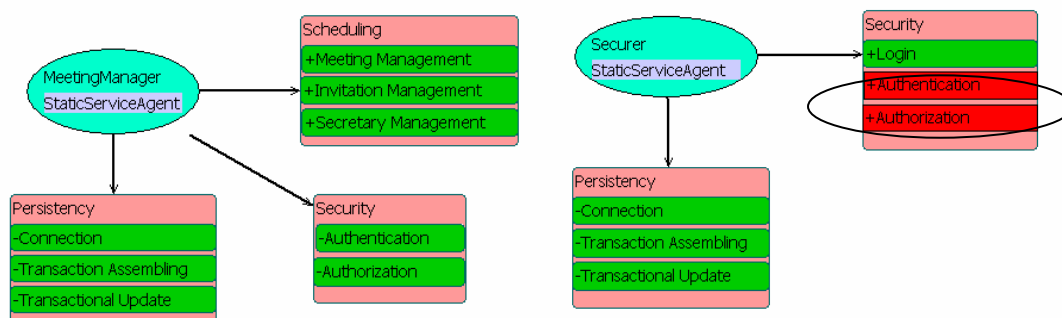 MeetingManager
StaticServiceAgent
Scheduling
+Meeting Management
+Invitation Management
+Secretary Management
Persistency
-Connection
-Transaction Assembling
-Transactional Update
Security
-Authentication
-Authorization
Securer
StaticServiceAgent
Security
+Login
+Authentication
+Authorization
Persistency
-Connection
-Transaction Assembling
-Transactional Update